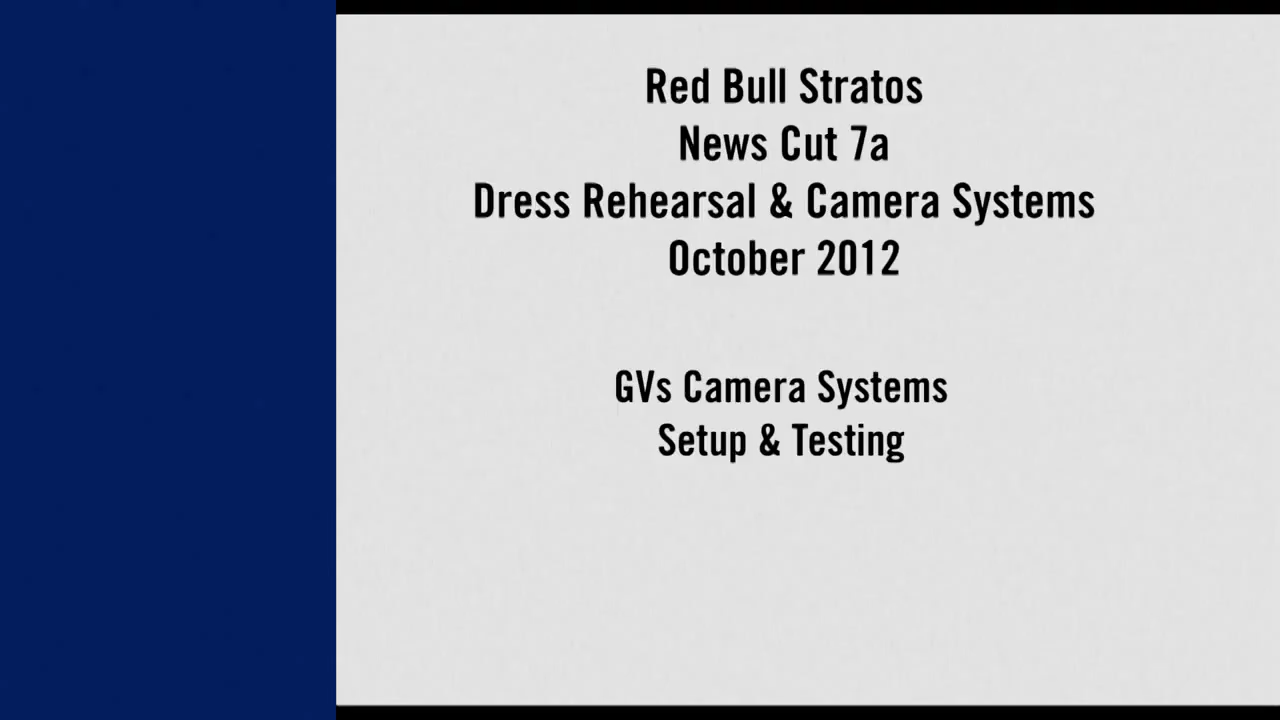 Red Bull Stratos
News Cut 7a
Dress Rehearsal & Camera Systems
October 2012
GVs Camera Systems
Setup & Testing